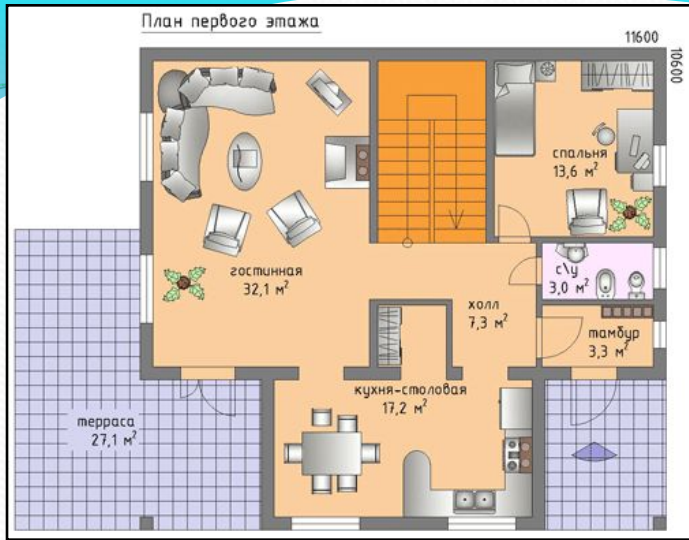 План первого этажа
11600
10600
спальня
13,6 м²
гостинная
32,1 м²
с\у
3,0 м²
холл
7,3 м²
тамбур
3,3 м²
кухня-столовая
17,2 м²
терраса
27,1 м²